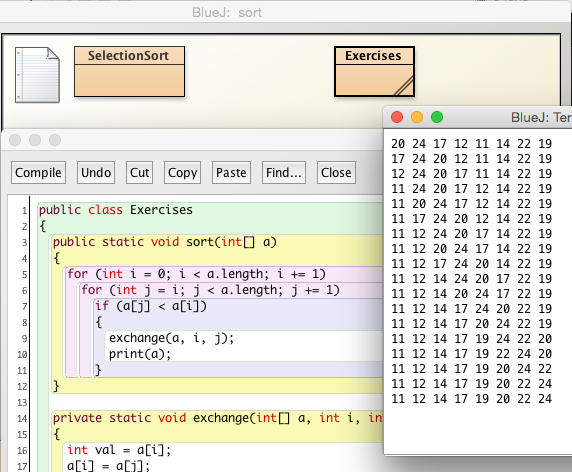 BlueJ: sort
SelectionSort
Exercises
BlueJ: Ter
20 24 17 12 11 14 22 19
17 24 20 12 11 14 22 19
12 24 20 17 11 14 22 19
11 24 20 17 12 14 22 19
11 20 24 17 12 14 22 19
11 17 24 20 12 14 22 19
11 12 24 20 17 14 22 19
11 12 20 24 17 14 22 19
11 12 17 24 20 14 22 19
11 12 14 24 20 17 22 19
11 12 14 20 24 17 22 19
11 12 14 17 24 20 22 19
11 12 14 17 20 24 22 19
11 12 14 17 19 24 22 20
11 12 14 17 19 22 24 20
11 12 14 17 19 20 24 22
11 12 14 17 19 20 22 24
11 12 14 17 19 20 22 24
Compile Undo Cut Copy Paste Find... Close
1 public class Exercises
2 {
3 public static void sort(int[] a)
4 {
5 for (int i = 0; i < a.length; i += 1)
6 for (int j = i; j < a.length; j += 1)
7 if (a[j] < a[i])
8 {
9 exchange(a, i, j);
10 print(a);
11 }
12 }
13
14 private static void exchange(int[] a, int i, in
15 {
16 int val = a[i];
17 a[i] = a[j];